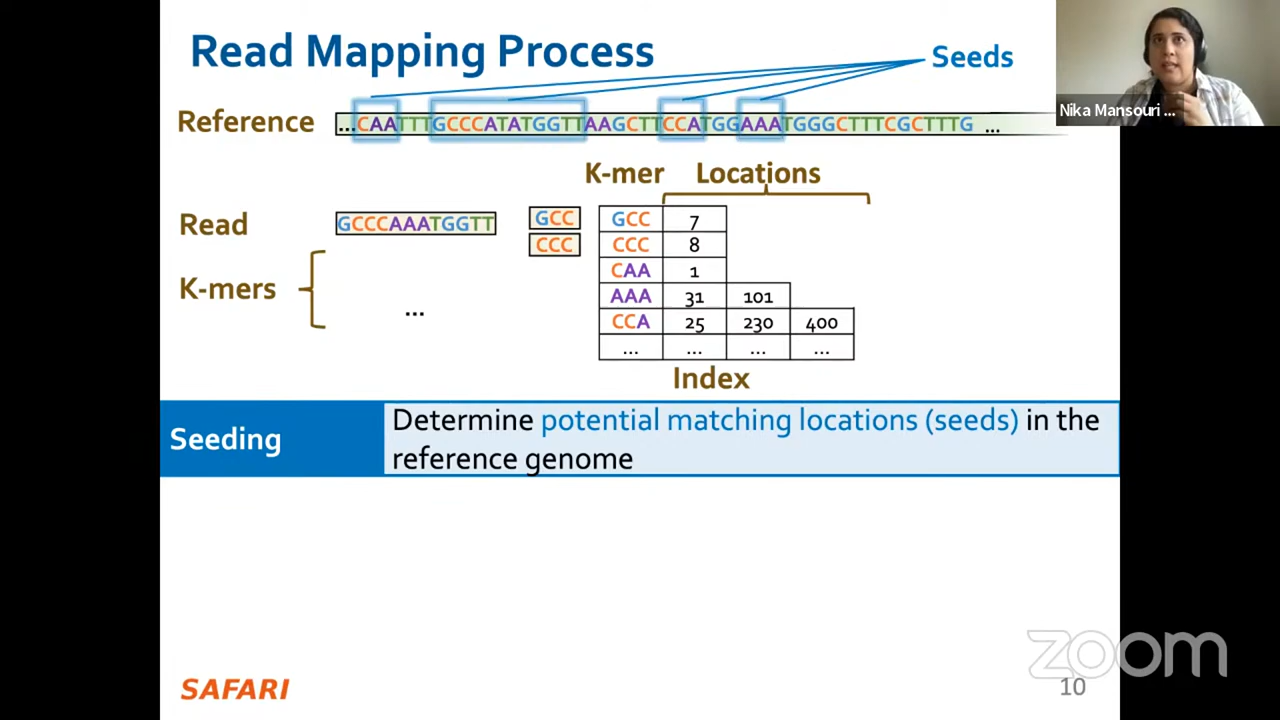 Read Mapping Process
Seeds
Nika Mansouri ...
Reference
...CAATTTGCCCATATGGTTAAGCTTCCATGGAAATGGGCTTTCGCTTTG ...
K-mer Locations
Read
GCCCAAATGGTT
GCC
CCC
K-mers
...
GCC 7
CCC 8
CAA 1
AAA 31 101
CCA 25 230 400
... ... ... ...
Index
Seeding
Determine potential matching locations (seeds) in the
reference genome
zoom
SAFARI
10